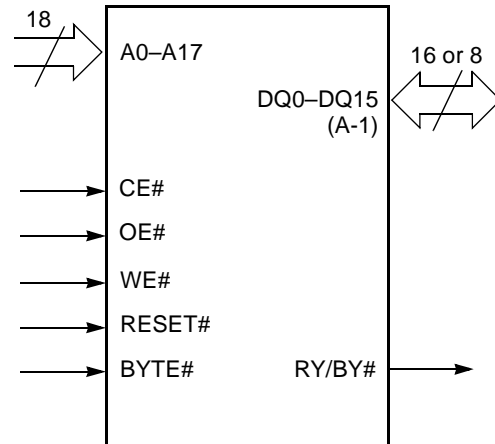 18
A0–A17
16 or 8
DQ0–DQ15
(A-1)
CE#
OE#
WE#
RESET#
BYTE#
RY/BY#